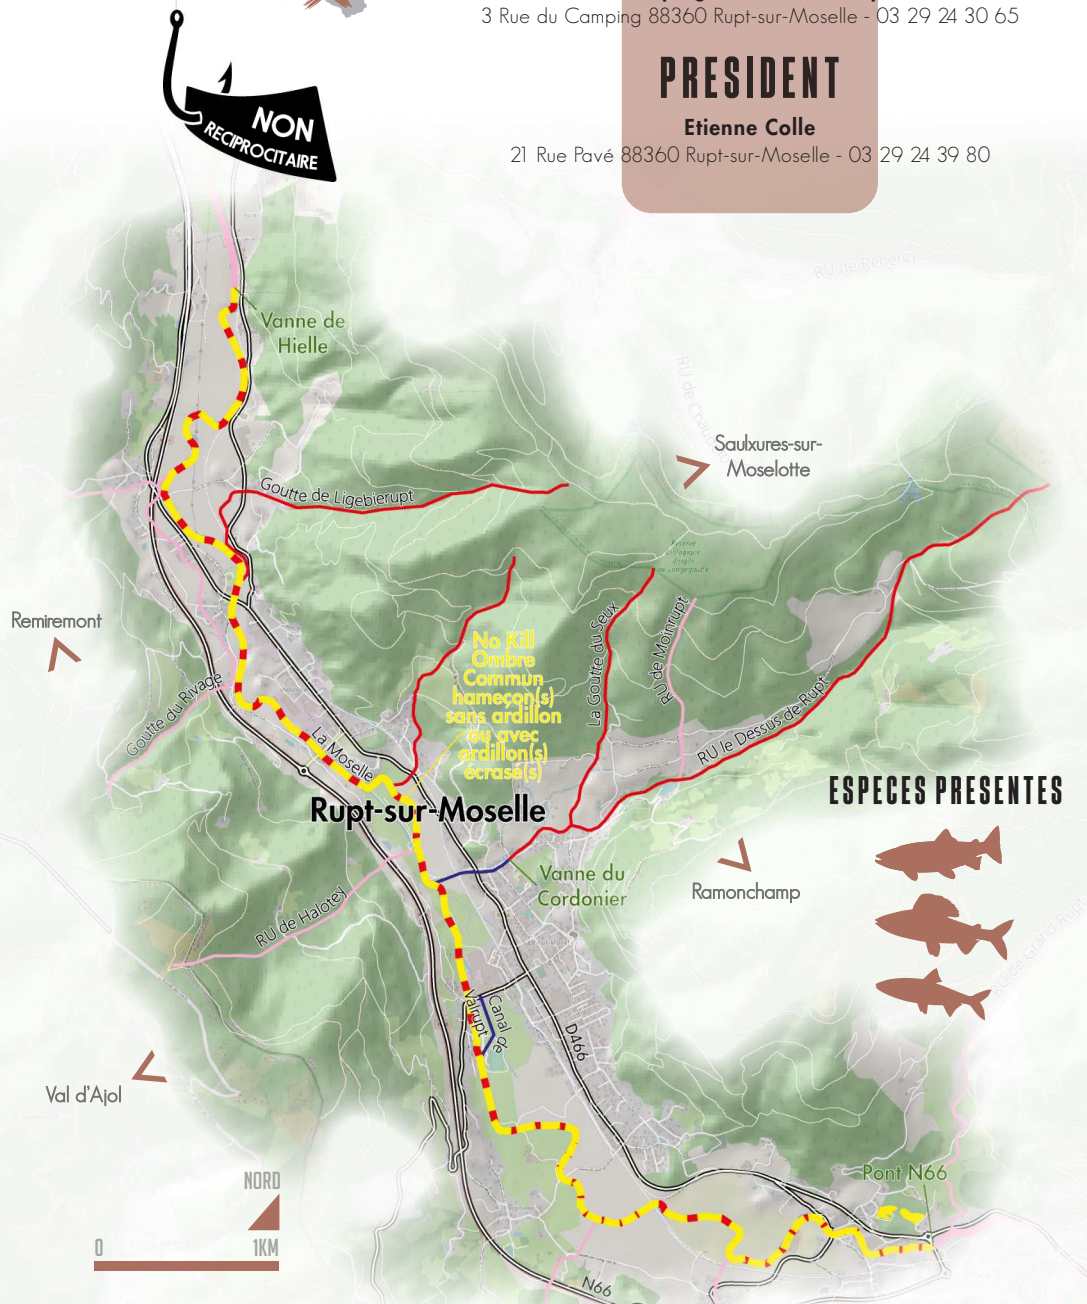 3 Rue du Camping 88360 Rupt-sur-Moselle - 03 29 24 30 65
PRESIDENT
Etienne Colle
21 Rue Pavé 88360 Rupt-sur-Moselle - 03 29 24 39 80
NON
RECIPROCITAIRE
RU de Reherey
Vanne de
Hielle
Saulxures-sur-
Moselotte
Goutte de Ligebierupt
Remiremont
No Kill
Ombre
Commun
hameçon(s)
sans ardillon
ou avec
ardillon(s)
écrasé(s)
La Goutte du Seux
RU de Moinrupt
RU le Dessus de Rupt
Goutte du Rivage
La Moselle
Rupt-sur-Moselle
ESPECES PRESENTES
Vanne du
Cordonier
Ramonchamp
RU de Halotey
Canal de
Valrupt
D466
Val d'Ajol
Pont N66
NORD
0 1KM
N66